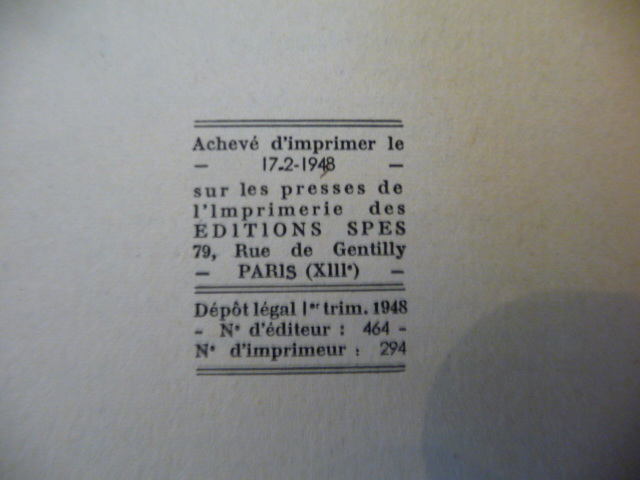 Achevé d'imprimer le
– 17-2-1948 –
sur les presses de
l'Imprimerie des
EDITIONS SPES
79, Rue de Gentilly
– PARIS (XIIIe) –
Dépôt légal 1er trim. 1948
- N° d'éditeur : 464 -
N° d'imprimeur : 294